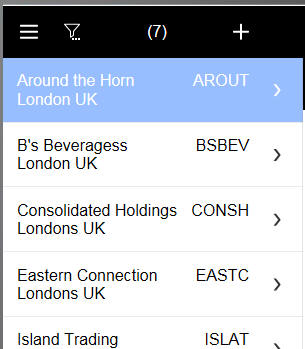 (7)
Around the Horn AROUT
London UK
B's Beveragess BSBEV
London UK
Consolidated Holdings CONSH
Londons UK
Eastern Connection EASTC
Londons UK
Island Trading ISLAT